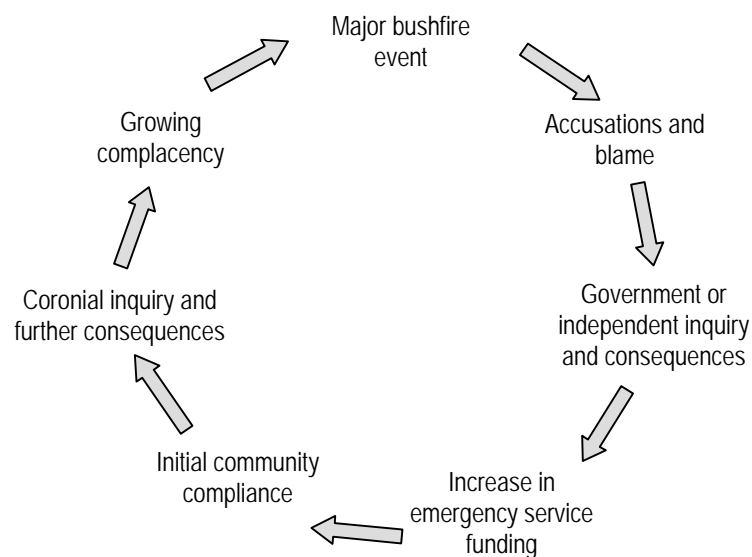 Major bushfire
event
Accusations and
blame
Government or
independent inquiry
and consequences
Increase in
emergency service
funding
Initial community
compliance
Coronial inquiry and
further consequences
Growing
complacency